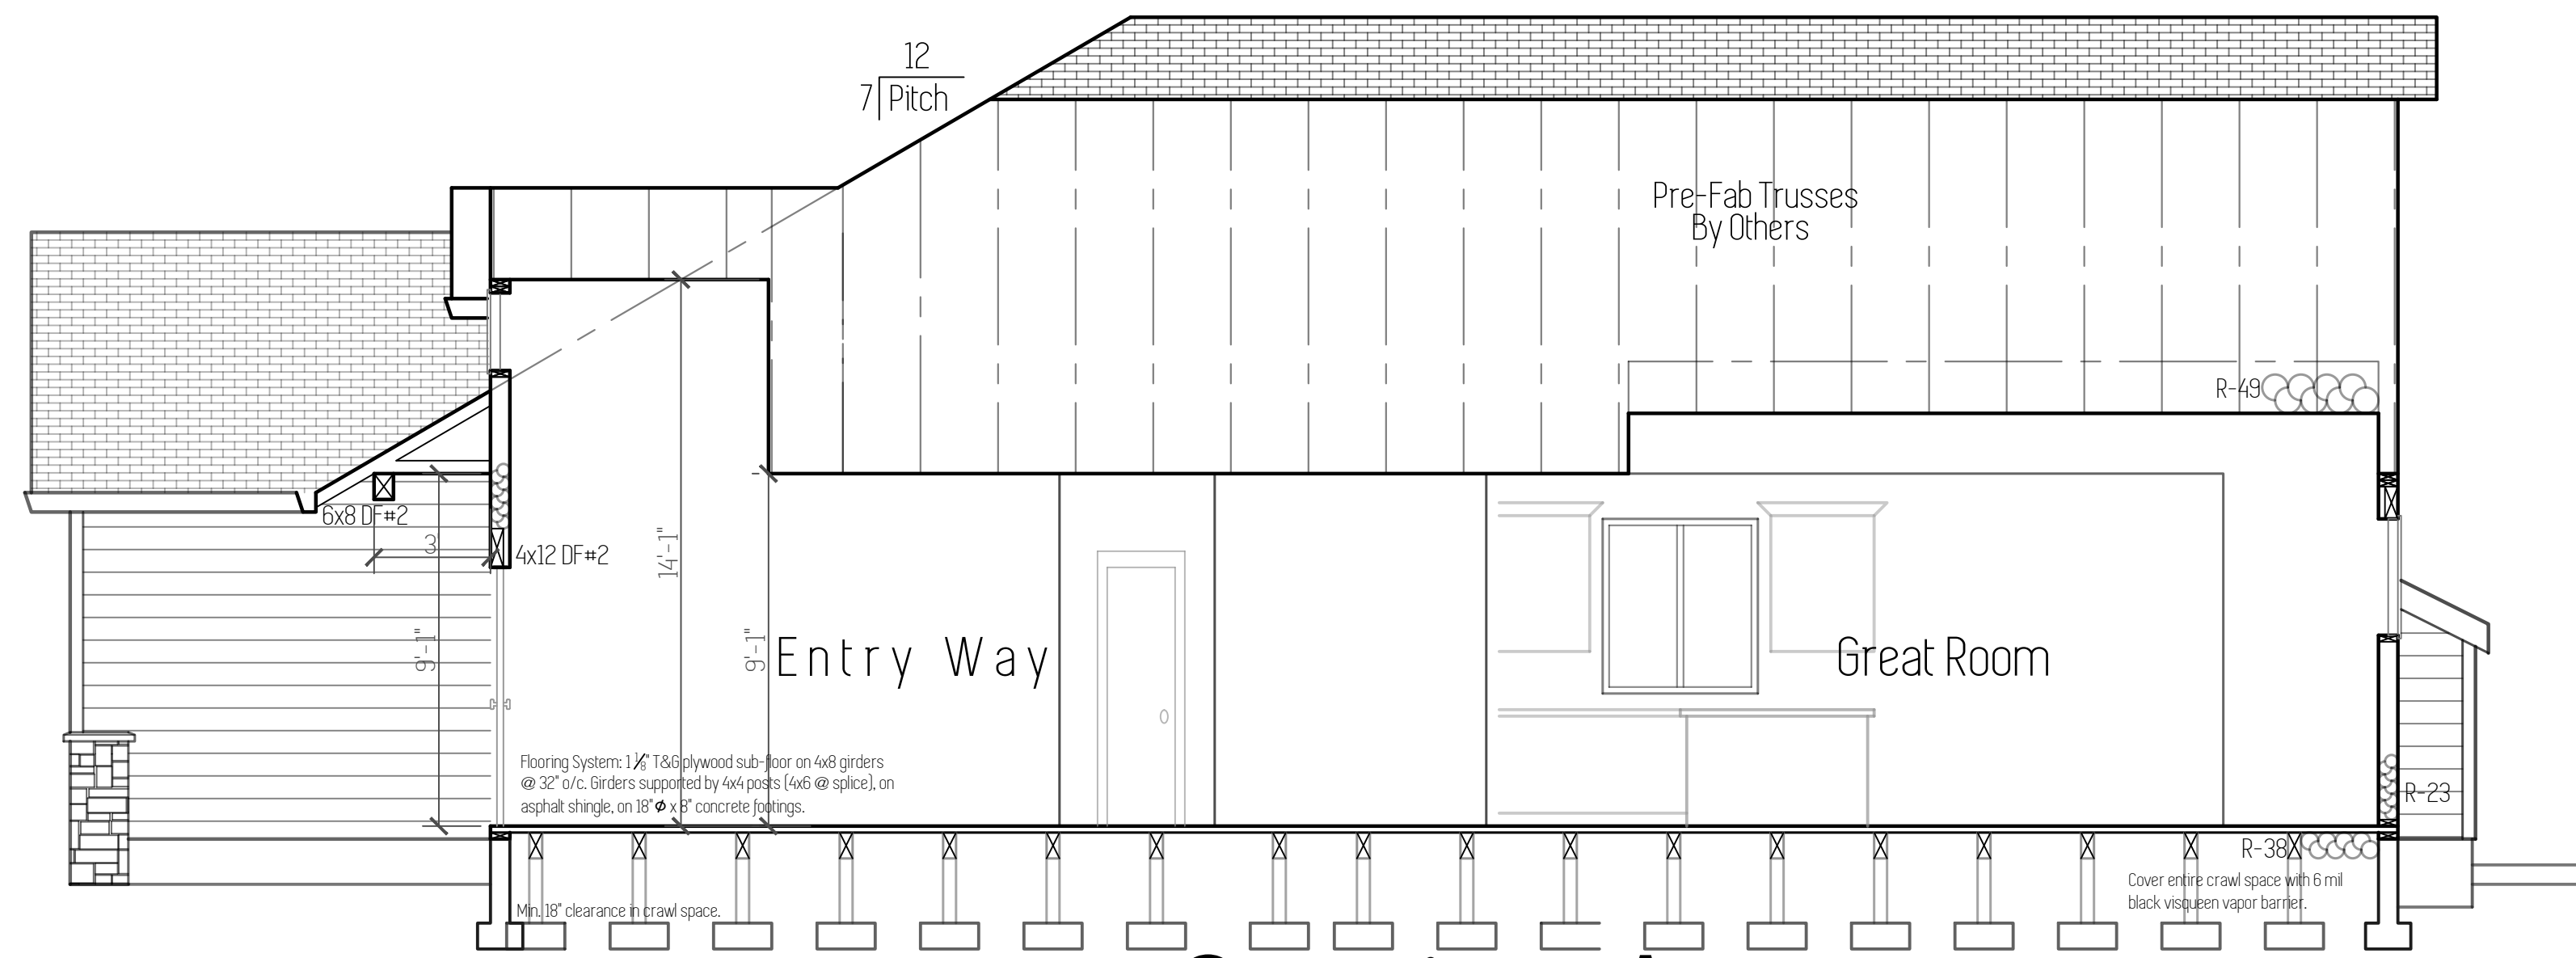 12
7 Pitch
Pre-Fab Trusses
By Others
R-49
6x8 DF#2
3'
4x12 DF#2
14'-1"
9'-1"
9'-1"
Entry Way
Great Room
Flooring System: 1 1/8" T&G plywood sub-floor on 4x8 girders
@ 32" o/c. Girders supported by 4x4 posts (4x6 @ splice), on
asphalt shingle, on 18"ø x 8" concrete footings.
R-23
R-38
Cover entire crawl space with 6 mil
black visqueen vapor barrier.
Min. 18" clearance in crawl space.